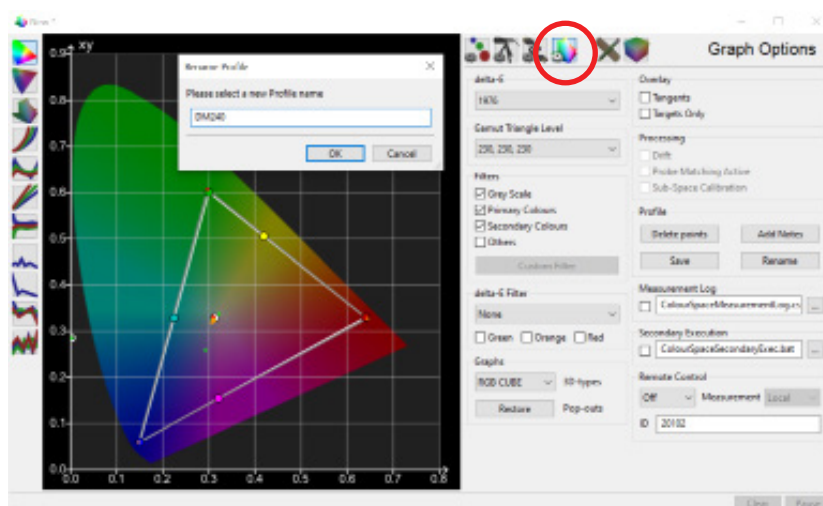 New *
xy
0.9
0.8
0.7
0.6
0.5
0.4
0.3
0.2
0.1
0.0
0.0 0.1 0.2 0.3 0.4 0.5 0.6 0.7 0.8
Rename Profile
Please select a new Profile name
DM240
OK Cancel
Graph Options
delta-E
1976
Gamut Triangle Level
230, 230, 230
Filters
Grey Scale
Primary Colours
Secondary Colours
Others
Custom Filter
delta-E Filter
None
Green Orange Red
Graphs
RGB CUBE 3D-types
Restore Pop-outs
Overlay
Tangents
Targets Only
Processing
Drift
Probe Matching Active
Sub-Space Calibration
Profile
Delete points Add Notes
Save Rename
Measurement Log
ColourSpaceMeasurementLog.cs ...
Secondary Execution
ColourSpaceSecondaryExec.bat ...
Remote Control
Off Measurement Local
ID 20102
Clear Pause